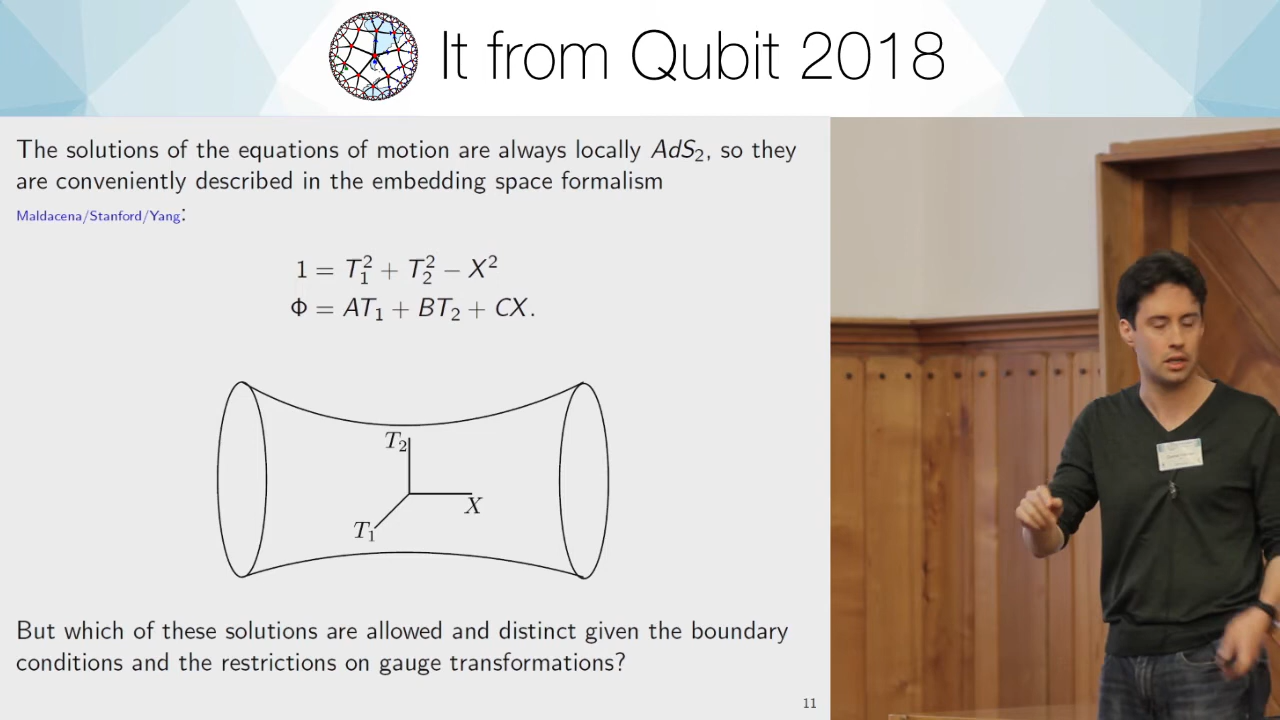 It from Qubit 2018
The solutions of the equations of motion are always locally AdS₂, so they
are conveniently described in the embedding space formalism
Maldacena/Stanford/Yang:
1 = T₁² + T₂² − X²
Φ = AT₁ + BT₂ + CX.
T₂
X
T₁
But which of these solutions are allowed and distinct given the boundary
conditions and the restrictions on gauge transformations?
11